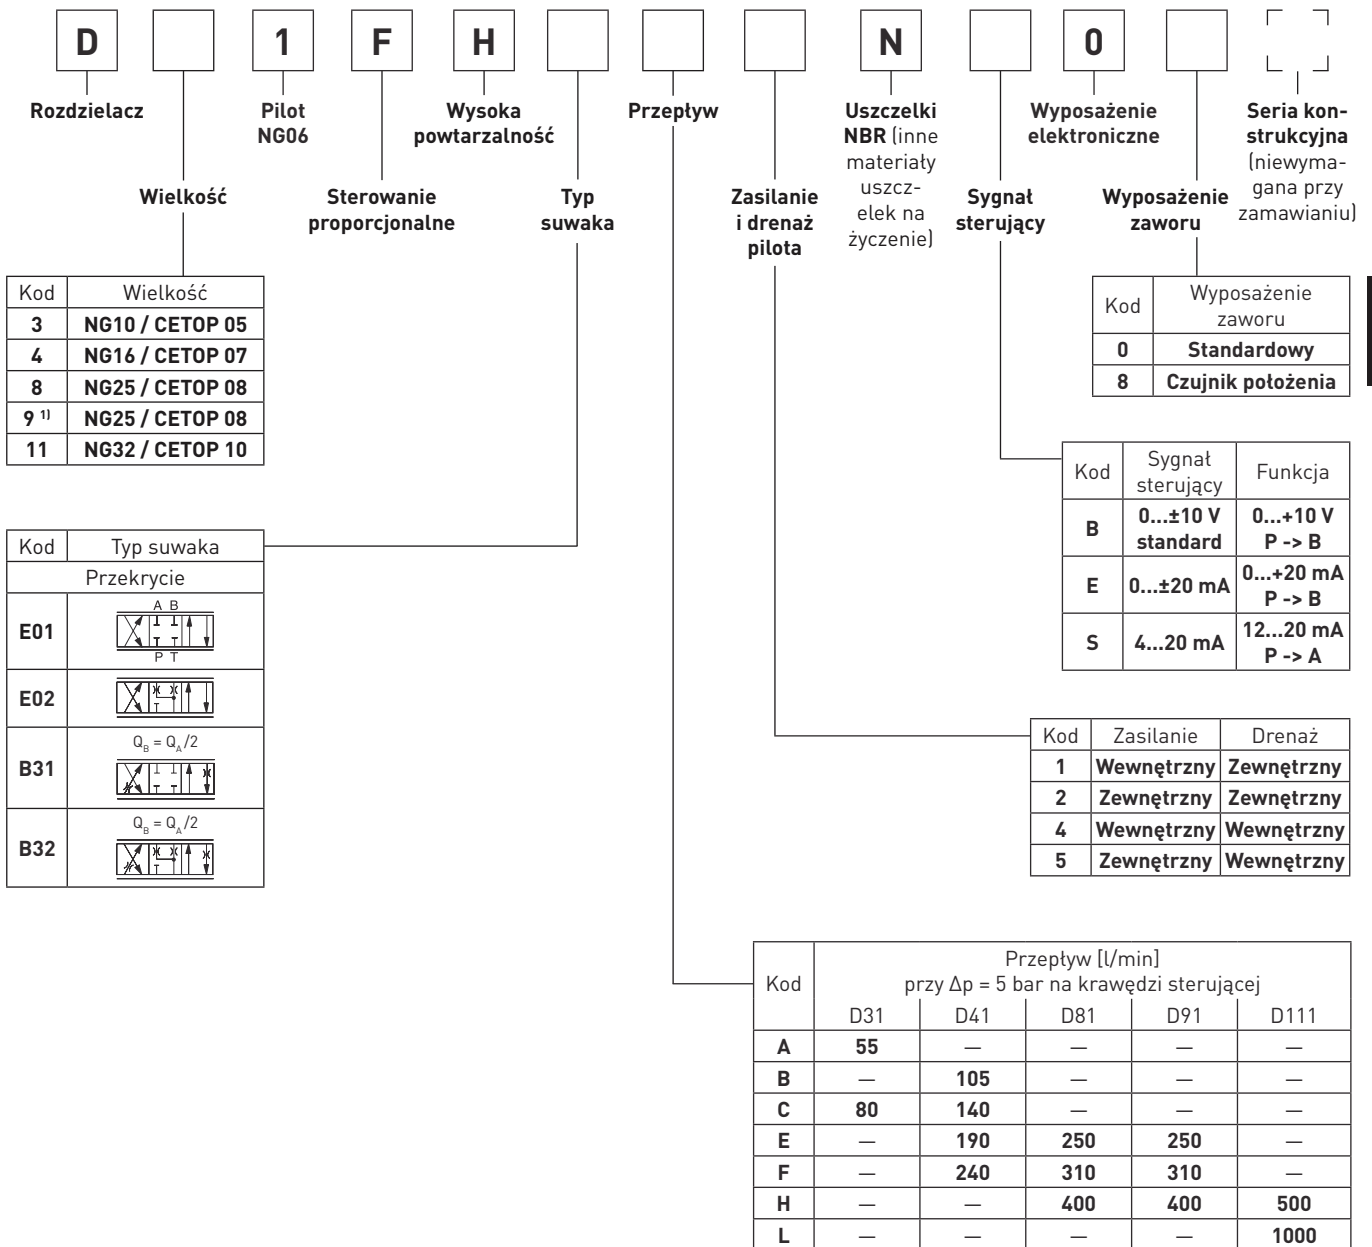 D 1 F H N 0
Rozdzielacz
Pilot
NG06
Wysoka
powtarzalność
Przepływ
Uszczelki
NBR (inne
materiały
uszcz-
elek na
życzenie)
Wyposażenie
elektroniczne
Seria kon-
strukcyjna
(niewyma-
gana przy
zamawianiu)
Wielkość
Sterowanie
proporcjonalne
Typ
suwaka
Zasilanie
i drenaż
pilota
Sygnał
sterujący
Wyposażenie
zaworu
Kod Wielkość
3 NG10 / CETOP 05
4 NG16 / CETOP 07
8 NG25 / CETOP 08
9 ¹⁾ NG25 / CETOP 08
11 NG32 / CETOP 10
Kod Wyposażenie
zaworu
0 Standardowy
8 Czujnik położenia
Kod Sygnał
sterujący Funkcja
B 0...±10 V
standard 0...+10 V
P -> B
E 0...±20 mA 0...+20 mA
P -> B
S 4...20 mA 12...20 mA
P -> A
Kod Typ suwaka
Przekrycie
E01 A B
P T
E02
B31 Q_B = Q_A/2
B32 Q_B = Q_A/2
Kod Zasilanie Drenaż
1 Wewnętrzny Zewnętrzny
2 Zewnętrzny Zewnętrzny
4 Wewnętrzny Wewnętrzny
5 Zewnętrzny Wewnętrzny
Kod Przepływ [l/min]
przy Δp = 5 bar na krawędzi sterującej
D31 D41 D81 D91 D111
A 55 — — — —
B — 105 — — —
C 80 140 — — —
E — 190 250 250 —
F — 240 310 310 —
H — — 400 400 500
L — — — — 1000